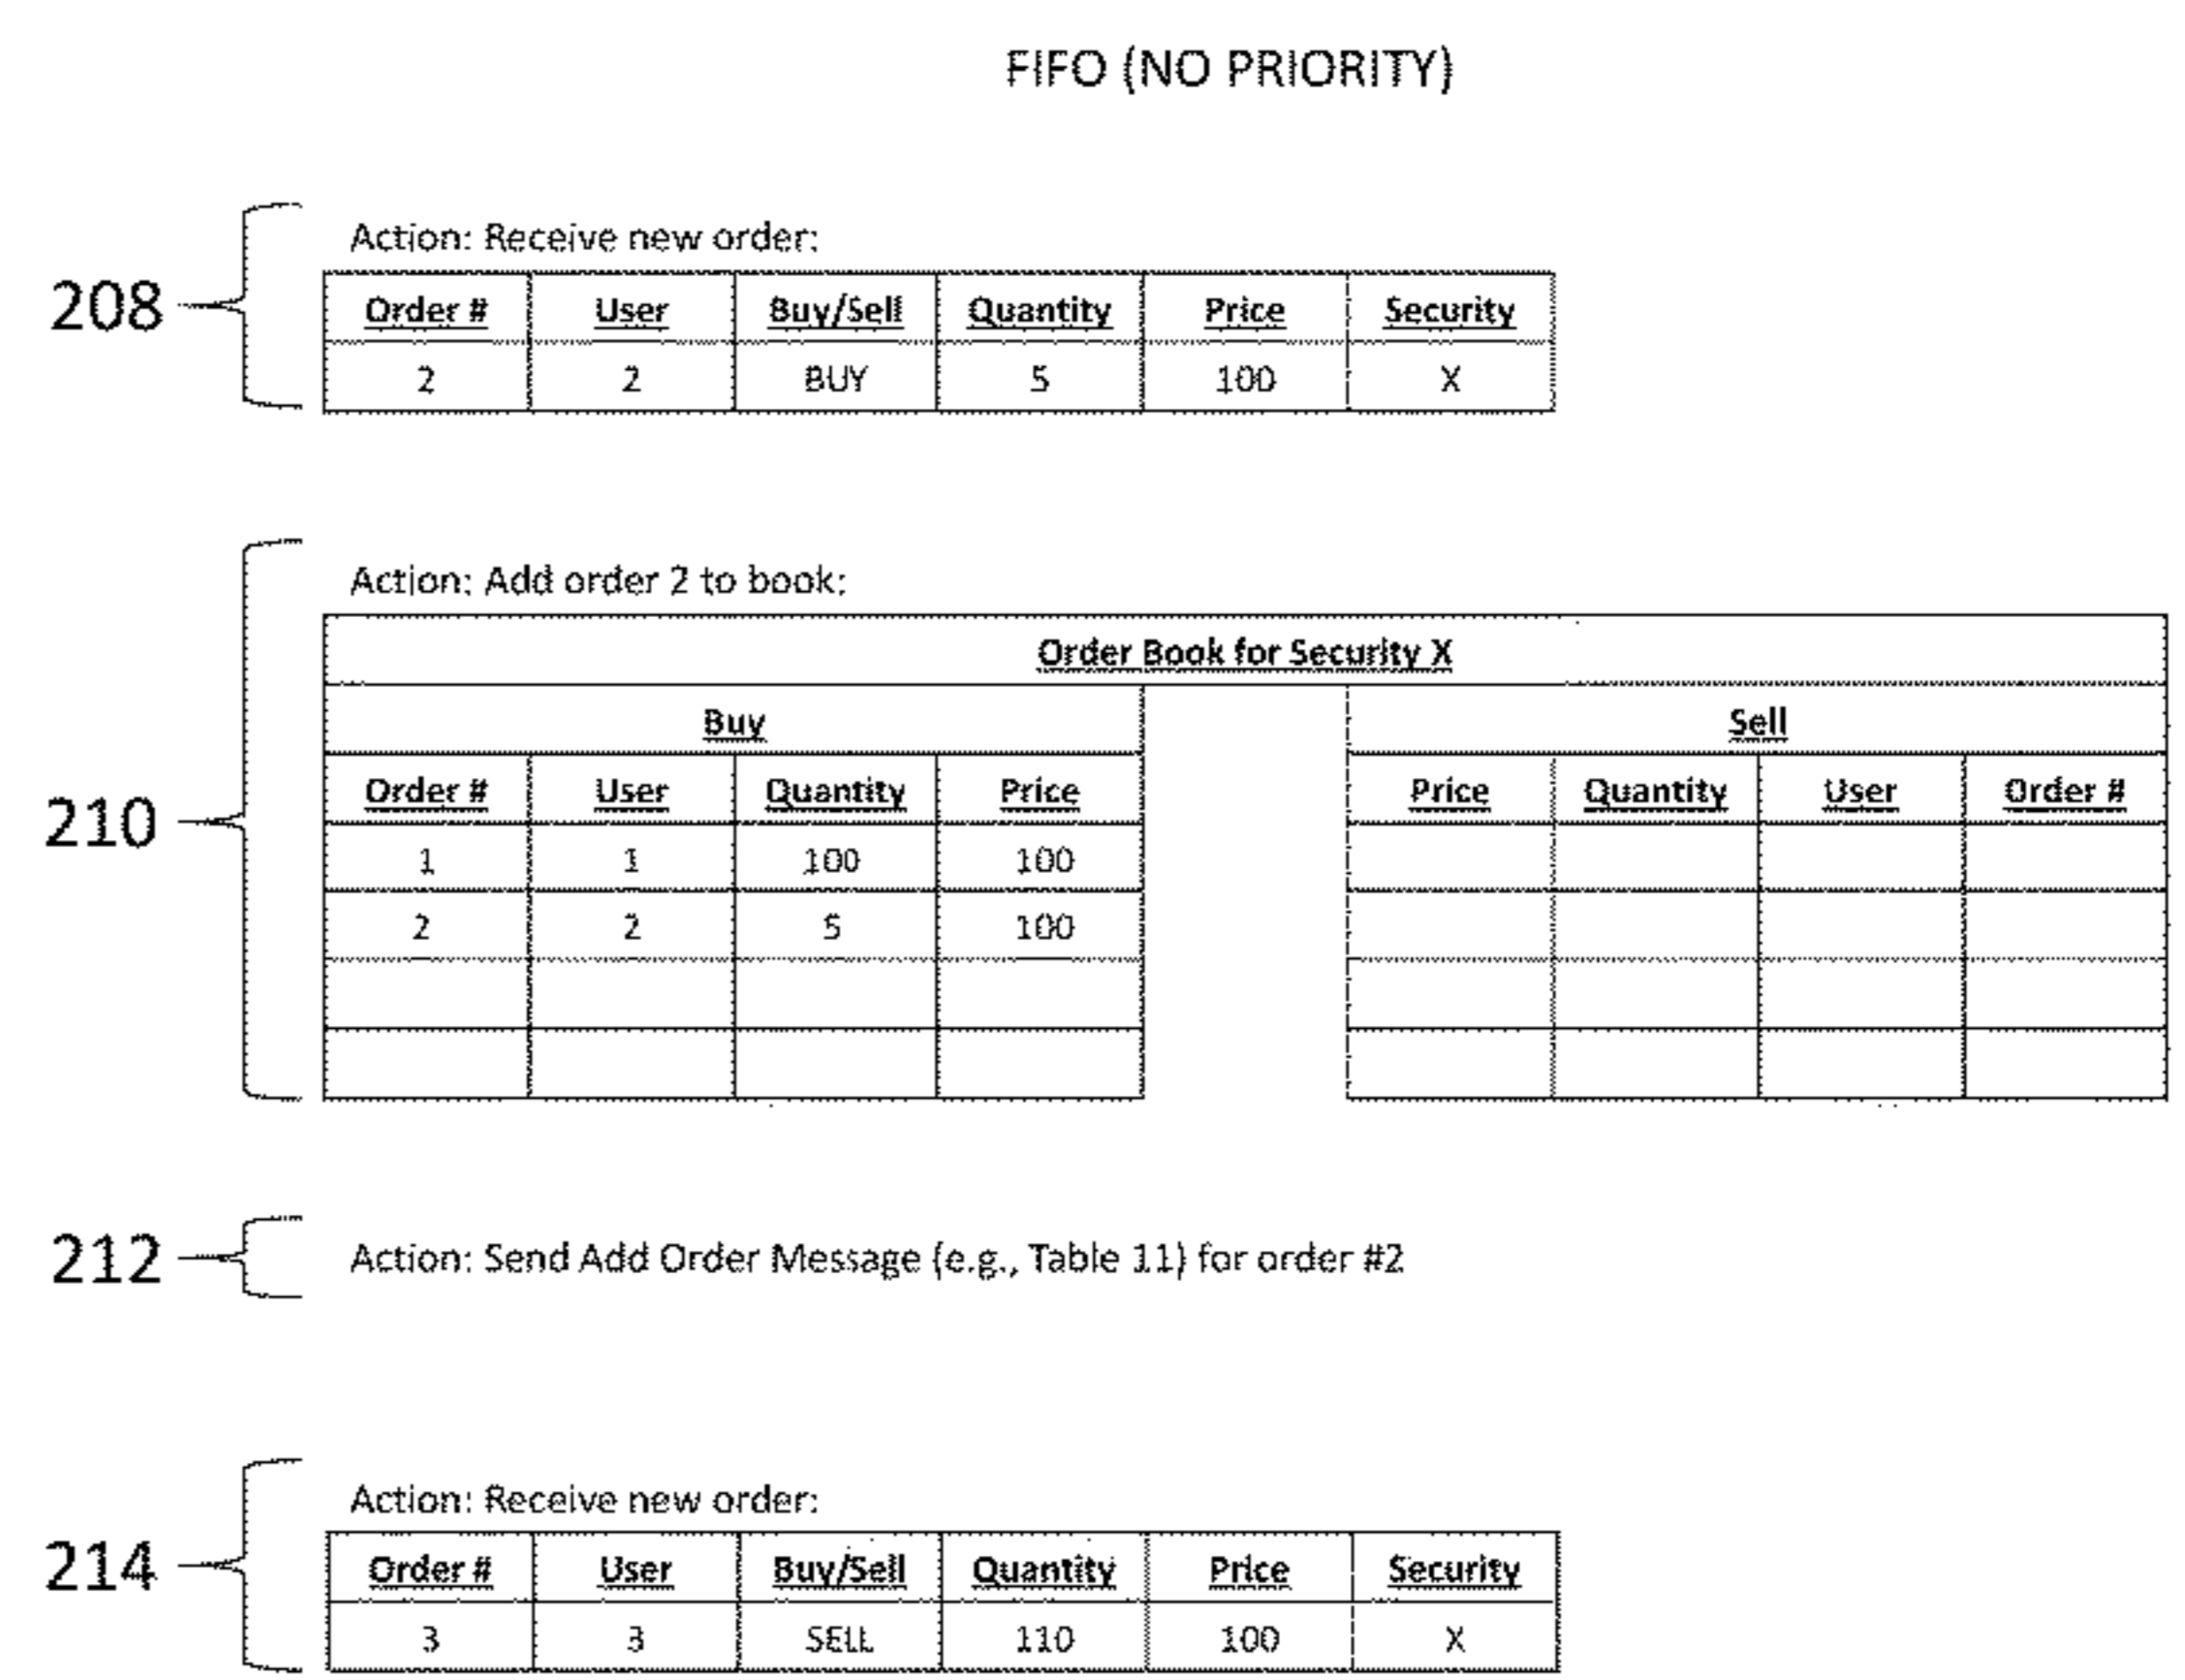 FIFO (NO PRIORITY)
208
Action: Receive new order:
Order # User Buy/Sell Quantity Price Security
2 2 BUY 5 100 X
210
Action: Add order 2 to book:
Order Book for Security X
Buy Sell
Order # User Quantity Price Price Quantity User Order #
1 1 100 100
2 2 5 100
212
Action: Send Add Order Message (e.g., Table 11) for order #2
214
Action: Receive new order:
Order # User Buy/Sell Quantity Price Security
3 3 SELL 110 100 X